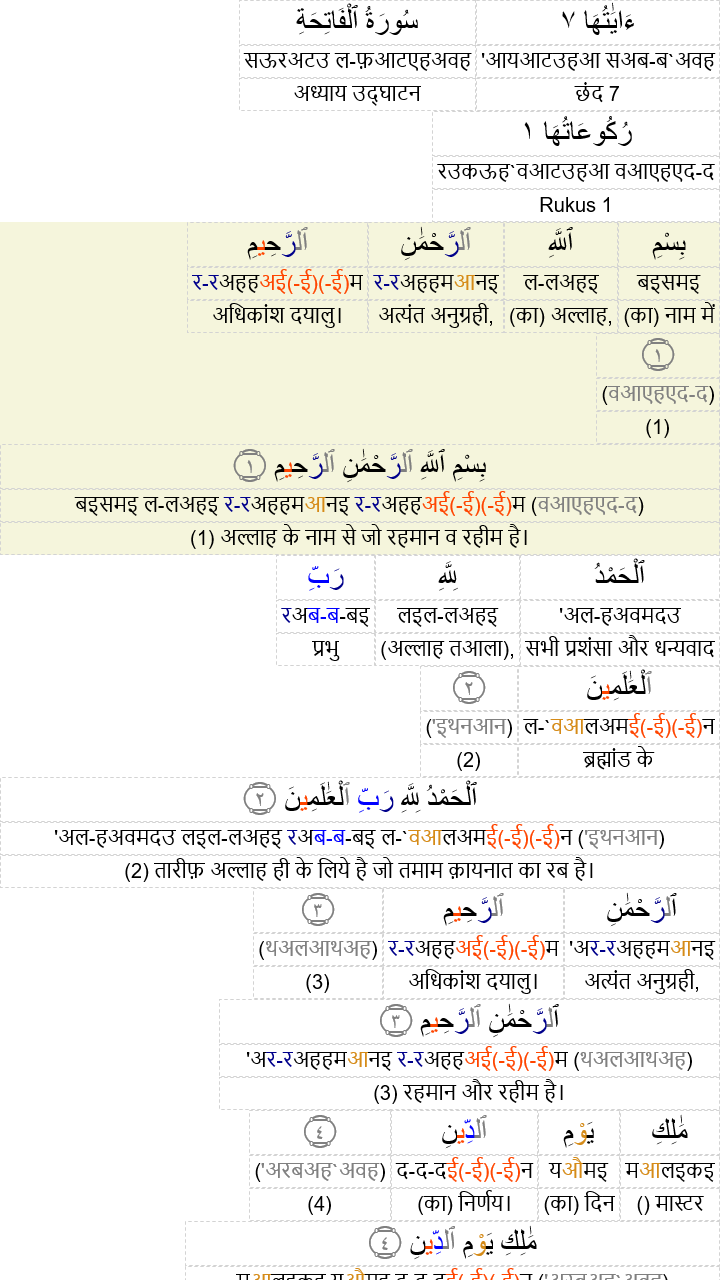 سُورَةُ ٱلْفَاتِحَةِ ءَايَٰتُهَا ٧
सऊरअटउ ल-फ़आटएहअवह 'आयआटउहआ सअब-ब`अवह
अध्याय उद्घाटन छंद 7
رُكُوعَاتُهَا ١
रउकऊह`वआटउहआ वआएहएद-द
Rukus 1
بِسْمِ ٱللَّهِ ٱلرَّحْمَٰنِ ٱلرَّحِيمِ
बइसमइ ल-लअहइ र-रअहहमआनइ र-रअहहअई(-ई)(-ई)म
(का) नाम में (का) अल्लाह, अत्यंत अनुग्रही, अधिकांश दयालु।
١
(वआएहएद-द)
(1)
بِسْمِ ٱللَّهِ ٱلرَّحْمَٰنِ ٱلرَّحِيمِ ١
बइसमइ ल-लअहइ र-रअहहमआनइ र-रअहहअई(-ई)(-ई)म (वआएहएद-द)
(1) अल्लाह के नाम से जो रहमान व रहीम है।
ٱلْحَمْدُ لِلَّهِ رَبِّ
'अल-हअवमदउ लइल-लअहइ रअब-ब-बइ
सभी प्रशंसा और धन्यवाद (अल्लाह तआला), प्रभु
ٱلْعَٰلَمِينَ ٢
ल-`वआलअमई(-ई)(-ई)न ('इथनआन)
ब्रह्मांड के (2)
ٱلْحَمْدُ لِلَّهِ رَبِّ ٱلْعَٰلَمِينَ ٢
'अल-हअवमदउ लइल-लअहइ रअब-ब-बइ ल-`वआलअमई(-ई)(-ई)न ('इथनआन)
(2) तारीफ़ अल्लाह ही के लिये है जो तमाम क़ायनात का रब है।
ٱلرَّحْمَٰنِ ٱلرَّحِيمِ ٣
'अर-रअहहमआनइ र-रअहहअई(-ई)(-ई)म (थअलआथअह)
अत्यंत अनुग्रही, अधिकांश दयालु। (3)
ٱلرَّحْمَٰنِ ٱلرَّحِيمِ ٣
'अर-रअहहमआनइ र-रअहहअई(-ई)(-ई)म (थअलआथअह)
(3) रहमान और रहीम है।
مَٰلِكِ يَوْمِ ٱلدِّينِ ٤
मआलइकइ यऔमइ द-द-दई(-ई)(-ई)न ('अरबअह`अवह)
() मास्टर (का) दिन (का) निर्णय। (4)
مَٰلِكِ يَوْمِ ٱلدِّينِ ٤